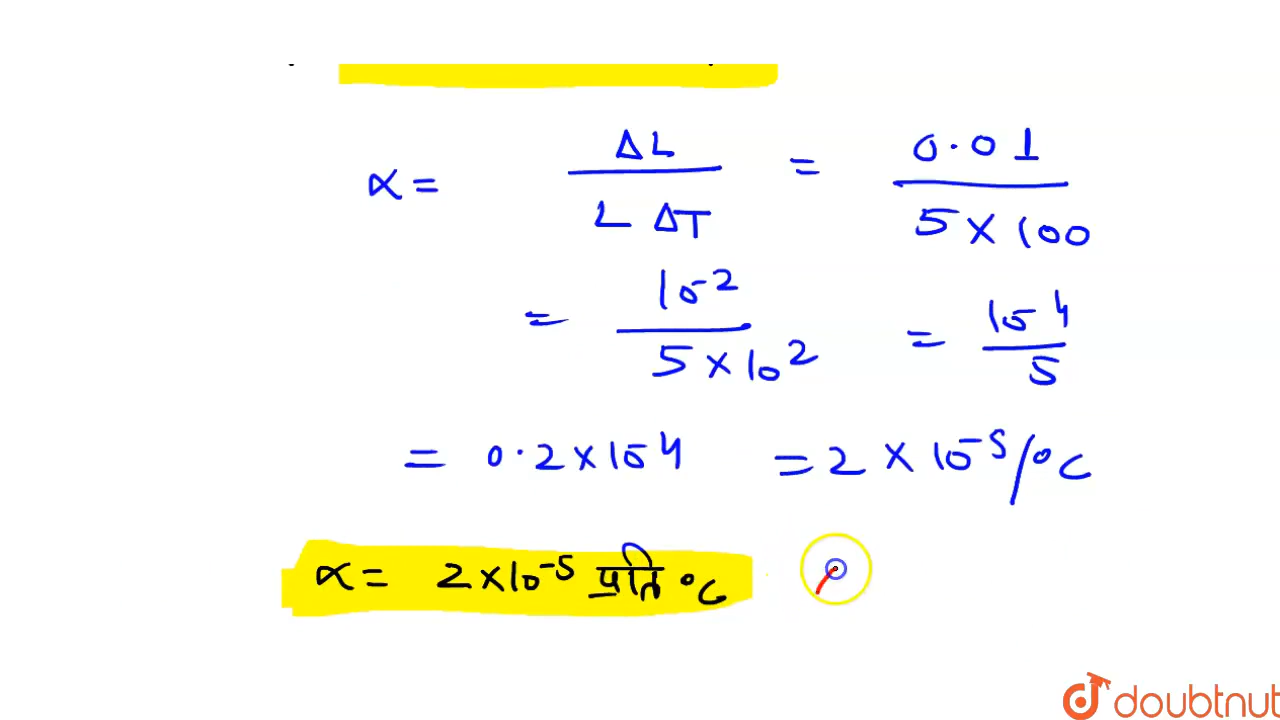 α = ΔL / L ΔT = 0.01 / 5 × 100
= 10⁻² / 5 × 10² = 10⁻⁴ / 5
= 0.2 × 10⁻⁴ = 2 × 10⁻⁵ /°C
α = 2 × 10⁻⁵ प्रति °C
doubtnut